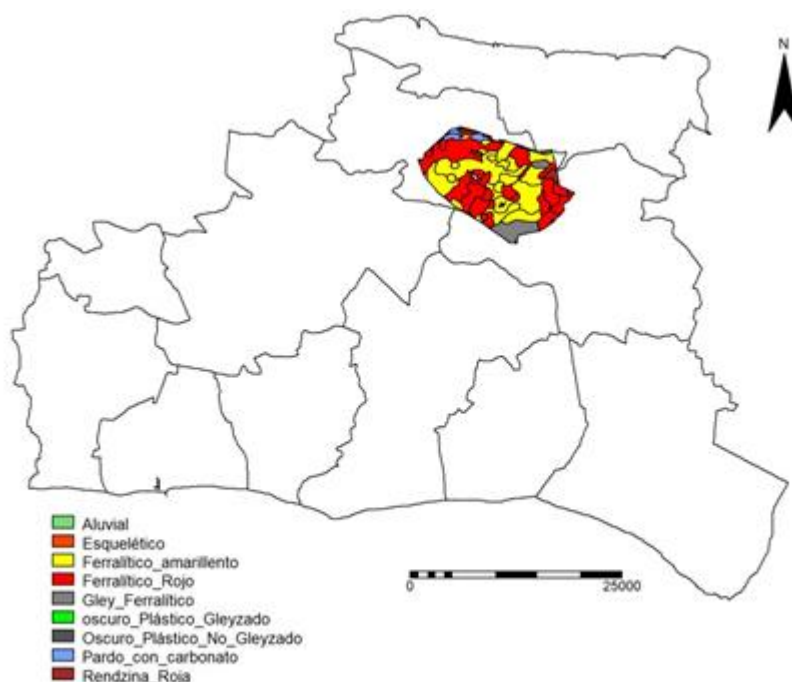 N
Aluvial
Esquelético
Ferralítico_amarillento
Ferralítico_Rojo
Gley_Ferralítico
oscuro_Plástico_Gleyzado
Oscuro_Plástico_No_Gleyzado
Pardo_con_carbonato
Rendzina_Roja
0 25000